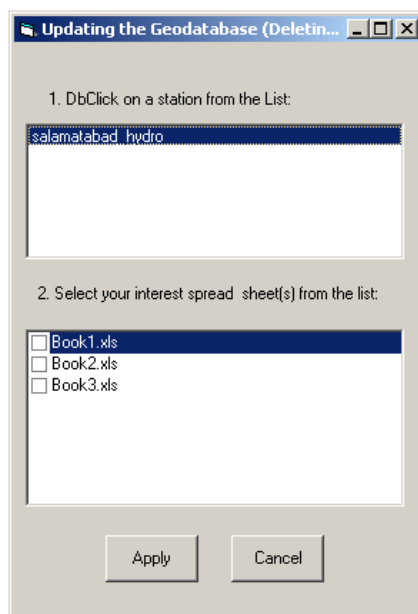 Updating the Geodatabase (Deletin...
1. DbClick on a station from the List:
salamatabad_hydro
2. Select your interest spread sheet(s) from the list:
Book1.xls
Book2.xls
Book3.xls
Apply Cancel